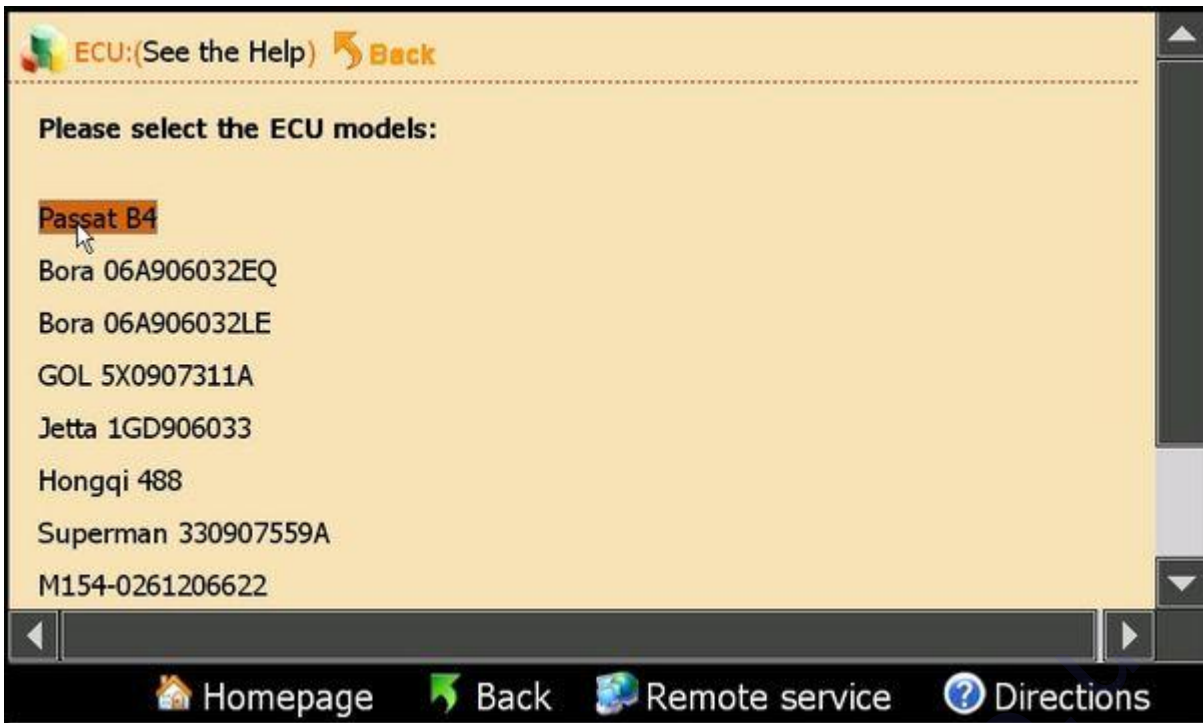 ECU:(See the Help) Back
Please select the ECU models:
Passat B4
Bora 06A906032EQ
Bora 06A906032LE
GOL 5X0907311A
Jetta 1GD906033
Hongqi 488
Superman 330907559A
M154-0261206622
Homepage Back Remote service Directions